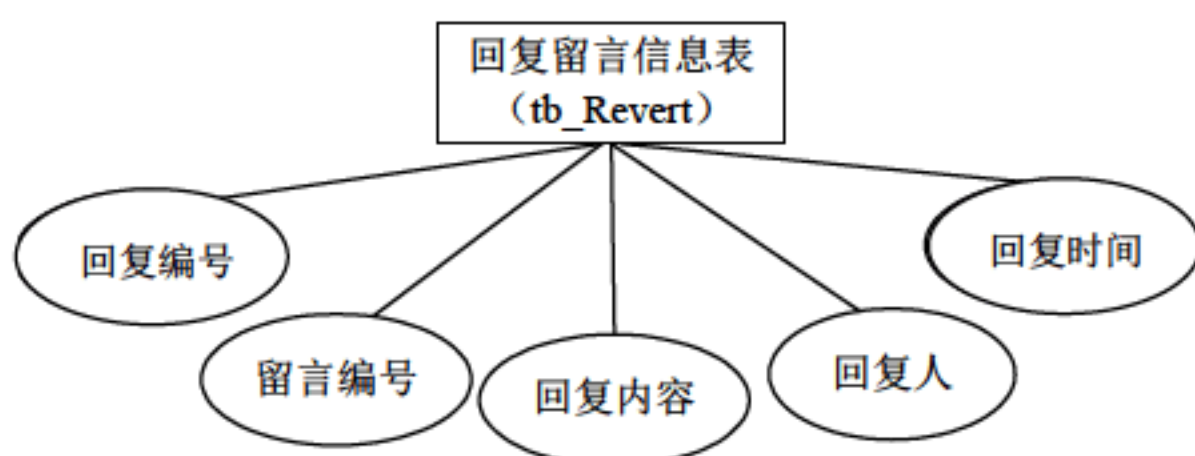 回复留言信息表
（tb_Revert）
回复编号
留言编号
回复内容
回复人
回复时间